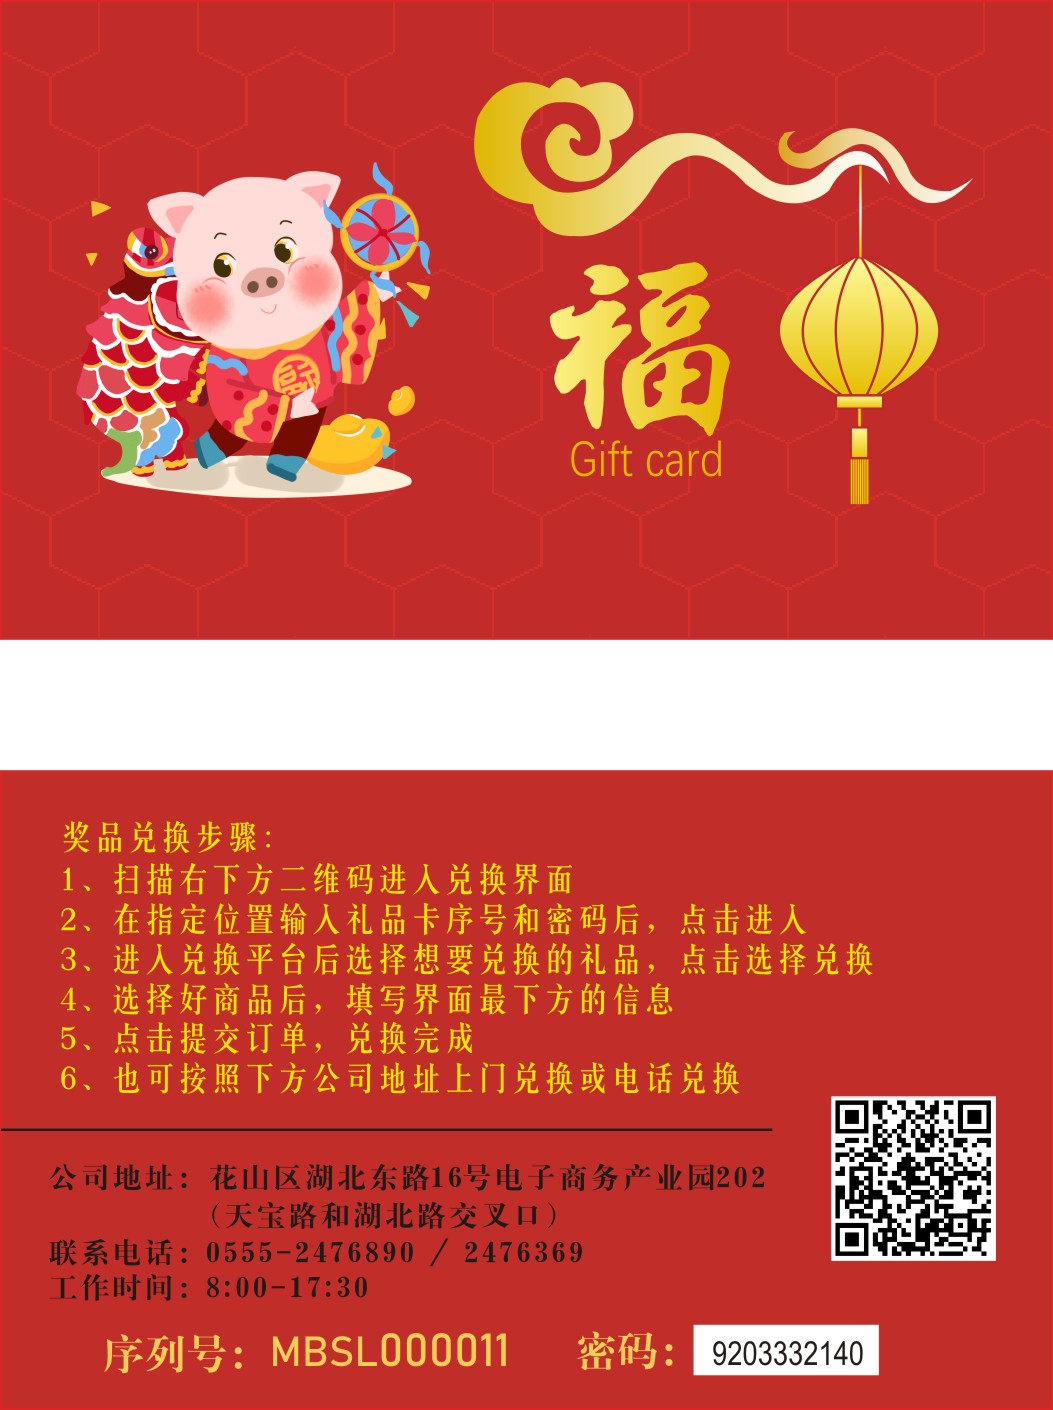 福
Gift card
奖品兑换步骤：
1、扫描右下方二维码进入兑换界面
2、在指定位置输入礼品卡序号和密码后，点击进入
3、进入兑换平台后选择想要兑换的礼品，点击选择兑换
4、选择好商品后，填写界面最下方的信息
5、点击提交订单，兑换完成
6、也可按照下方公司地址上门兑换或电话兑换
公司地址：花山区湖北东路16号电子商务产业园202
（天宝路和湖北路交叉口）
联系电话：0555-2476890 / 2476369
工作时间：8:00-17:30
序列号：MBSL000011 密码：9203332140